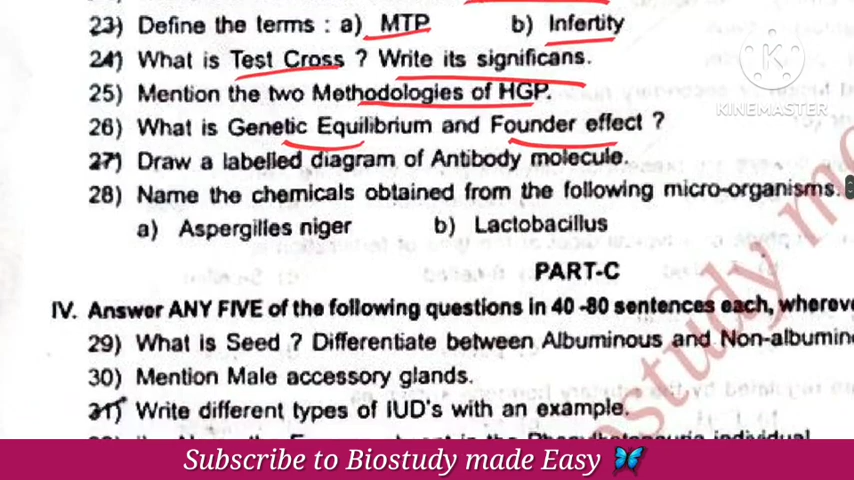 23) Define the terms : a) MTP b) Infertity
24) What is Test Cross ? Write its significans.
25) Mention the two Methodologies of HGP.
26) What is Genetic Equilibrium and Founder effect ?
27) Draw a labelled diagram of Antibody molecule.
28) Name the chemicals obtained from the following micro-organisms.
a) Aspergilles niger b) Lactobacillus
PART-C
IV. Answer ANY FIVE of the following questions in 40 -80 sentences each, wherever
29) What is Seed ? Differentiate between Albuminous and Non-albumin
30) Mention Male accessory glands.
31) Write different types of IUD's with an example.
KINEMASTER
ostudy m
Subscribe to Biostudy made Easy 🦋